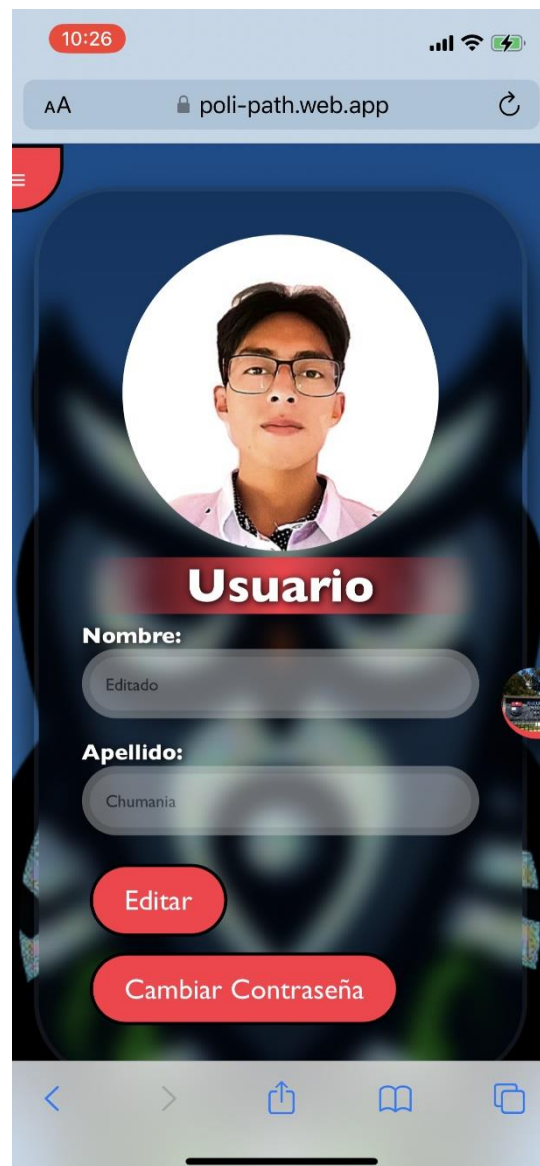 10:26
AA poli-path.web.app
Usuario
Nombre:
Editado
Apellido:
Chumania
Editar
Cambiar Contraseña